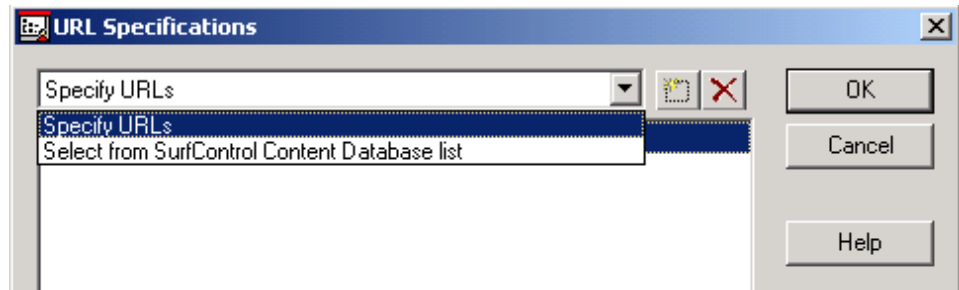 URL Specifications
Specify URLs
Specify URLs
Select from SurfControl Content Database list
OK
Cancel
Help